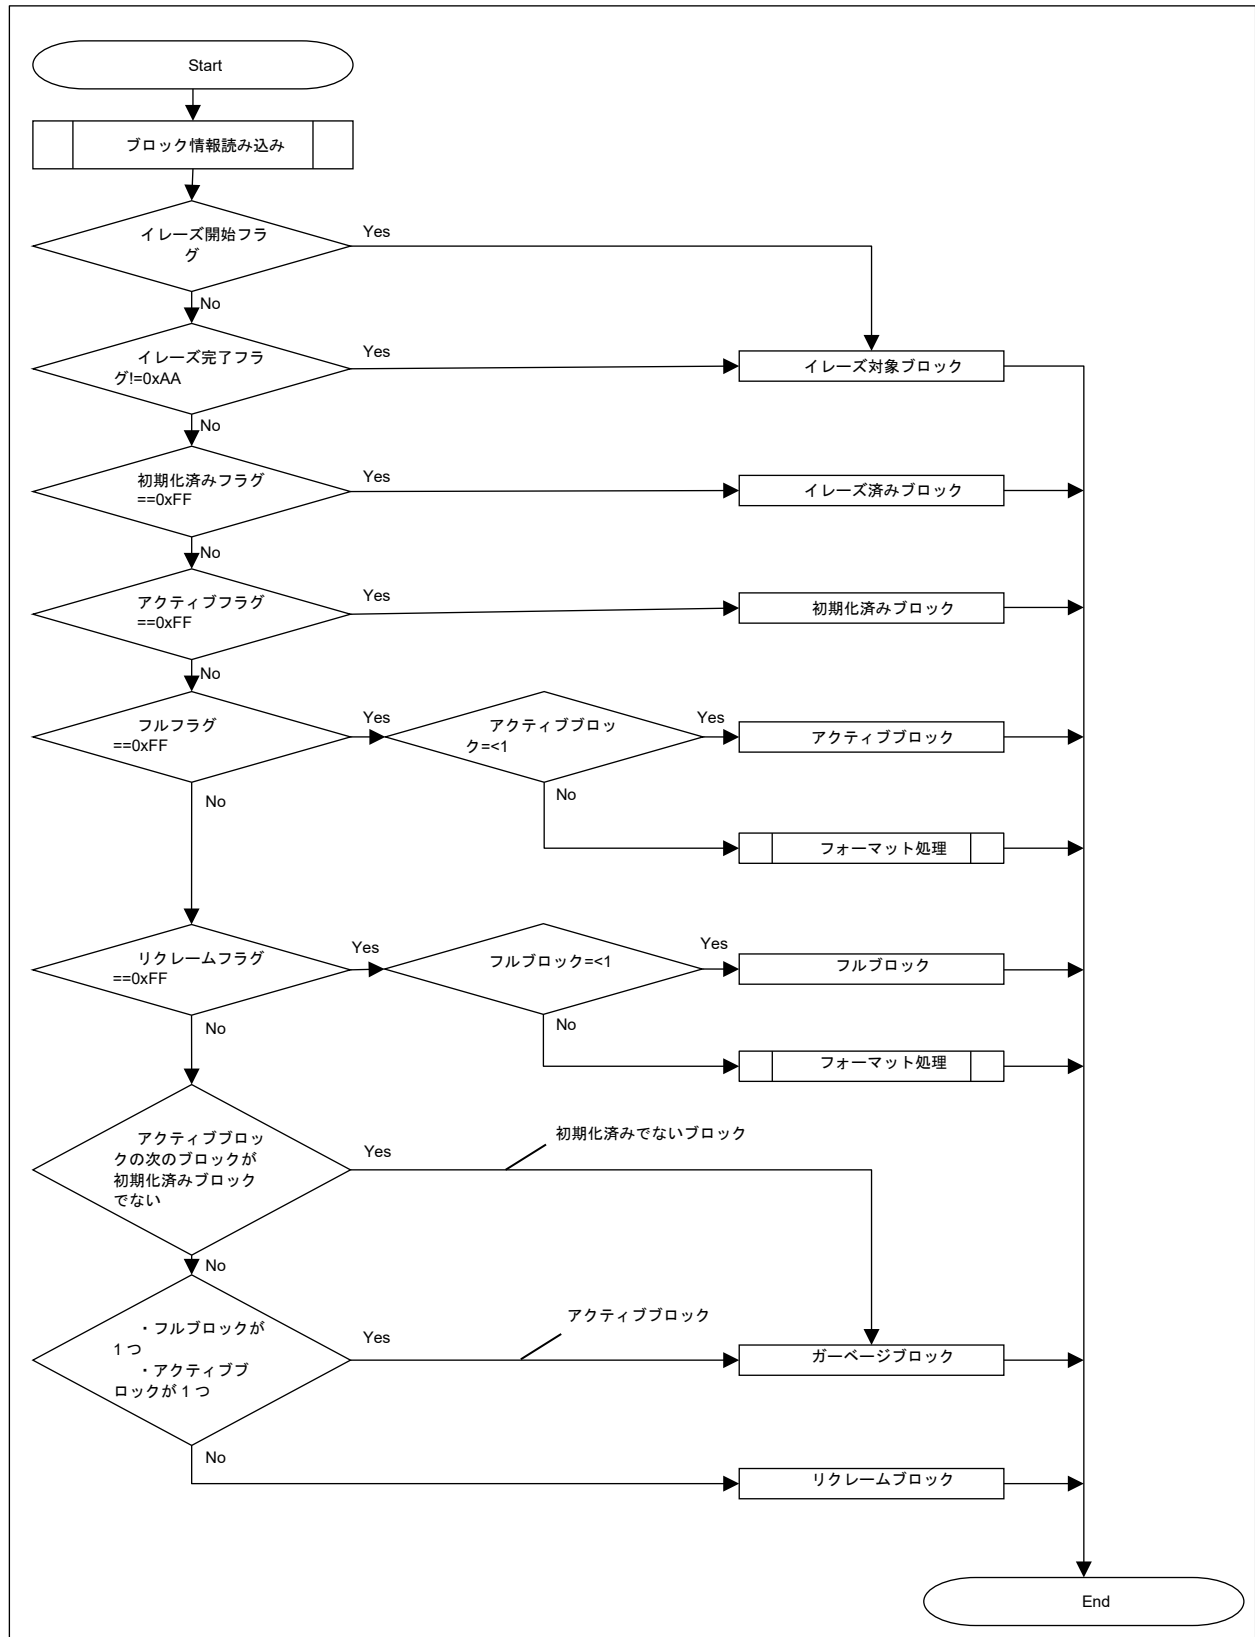 Start
ブロック情報読み込み
イレーズ開始フラ
グ
Yes
No
イレーズ完了フラ
グ!=0xAA
Yes
イレーズ対象ブロック
No
初期化済みフラグ
==0xFF
Yes
イレーズ済みブロック
No
アクティブフラグ
==0xFF
Yes
初期化済みブロック
No
フルフラグ
==0xFF
Yes
アクティブブロッ
ク=<1
Yes
アクティブブロック
No
No
フォーマット処理
リクレームフラグ
==0xFF
Yes
フルブロック=<1
Yes
フルブロック
No
No
フォーマット処理
アクティブブロッ
クの次のブロックが
初期化済みブロック
でない
Yes
初期化済みでないブロック
No
・フルブロックが
1つ
・アクティブブ
ロックが1つ
Yes
アクティブブロック
ガーベージブロック
No
リクレームブロック
End